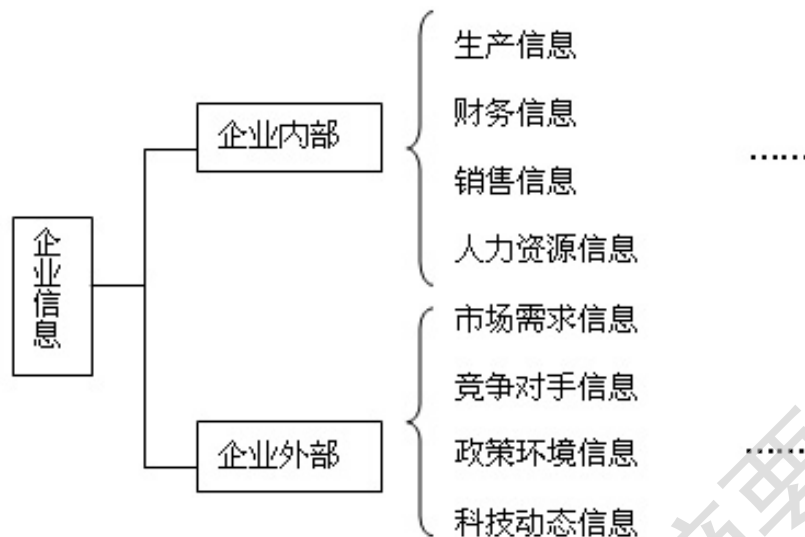 企业信息
企业内部
生产信息
财务信息
销售信息
人力资源信息
……
企业外部
市场需求信息
竞争对手信息
政策环境信息
科技动态信息
……